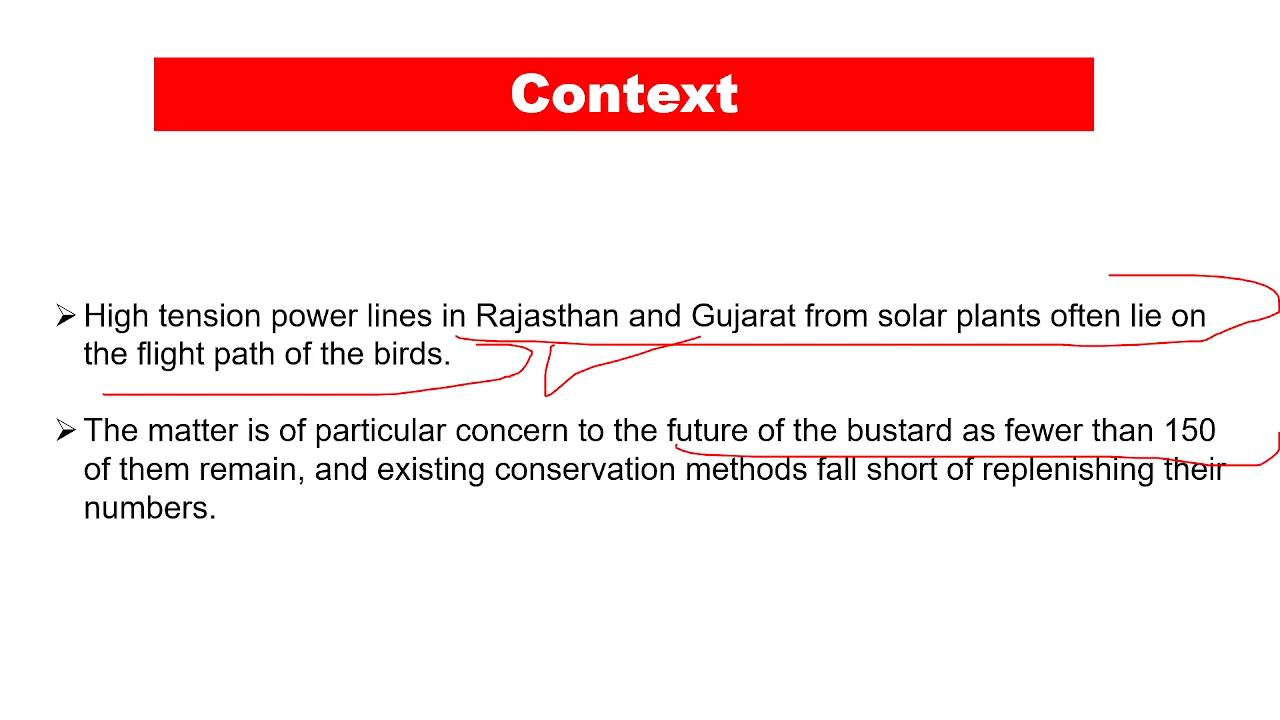 Context
➢ High tension power lines in Rajasthan and Gujarat from solar plants often lie on
the flight path of the birds.
➢ The matter is of particular concern to the future of the bustard as fewer than 150
of them remain, and existing conservation methods fall short of replenishing their
numbers.